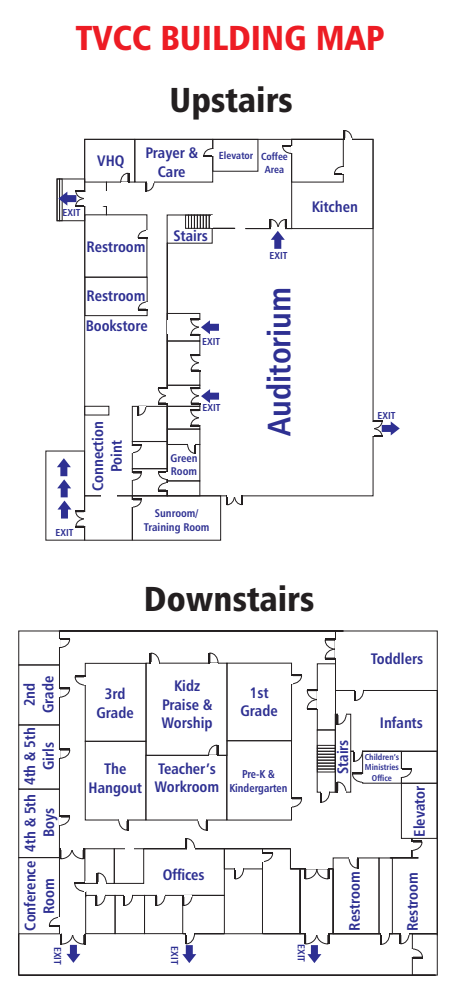 TVCC BUILDING MAP
Upstairs
VHQ
Prayer &
Care
Elevator
Coffee
Area
Kitchen
EXIT
Restroom
Stairs
EXIT
Restroom
Bookstore
EXIT
Auditorium
EXIT
EXIT
Connection
Point
Green
Room
Sunroom/
Training Room
EXIT
Downstairs
Toddlers
2nd
Grade
3rd
Grade
Kidz
Praise &
Worship
1st
Grade
Infants
4th & 5th
Girls
Stairs
Children's
Ministries
Office
The
Hangout
Teacher's
Workroom
Pre-K &
Kindergarten
4th & 5th
Boys
Elevator
Conference
Room
Offices
Restroom
Restroom
EXIT
EXIT
EXIT